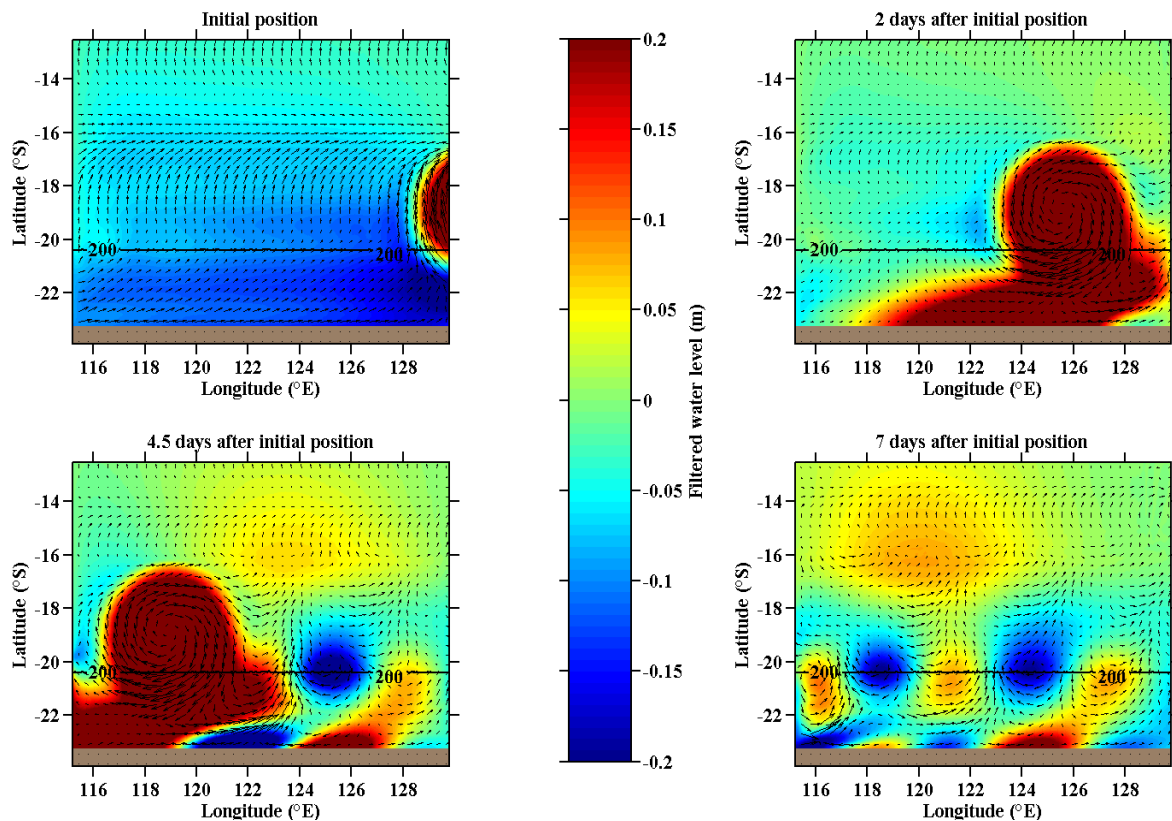 Initial position
-14
-16
-18
-20
-22
Latitude (°S)
200
200
116 118 120 122 124 126 128
Longitude (°E)
0.2
0.15
0.1
0.05
0
-0.05
-0.1
-0.15
-0.2
Filtered water level (m)
2 days after initial position
-14
-16
-18
-20
-22
Latitude (°S)
200
200
116 118 120 122 124 126 128
Longitude (°E)
4.5 days after initial position
-14
-16
-18
-20
-22
Latitude (°S)
200
200
116 118 120 122 124 126 128
Longitude (°E)
7 days after initial position
-14
-16
-18
-20
-22
Latitude (°S)
200
200
116 118 120 122 124 126 128
Longitude (°E)